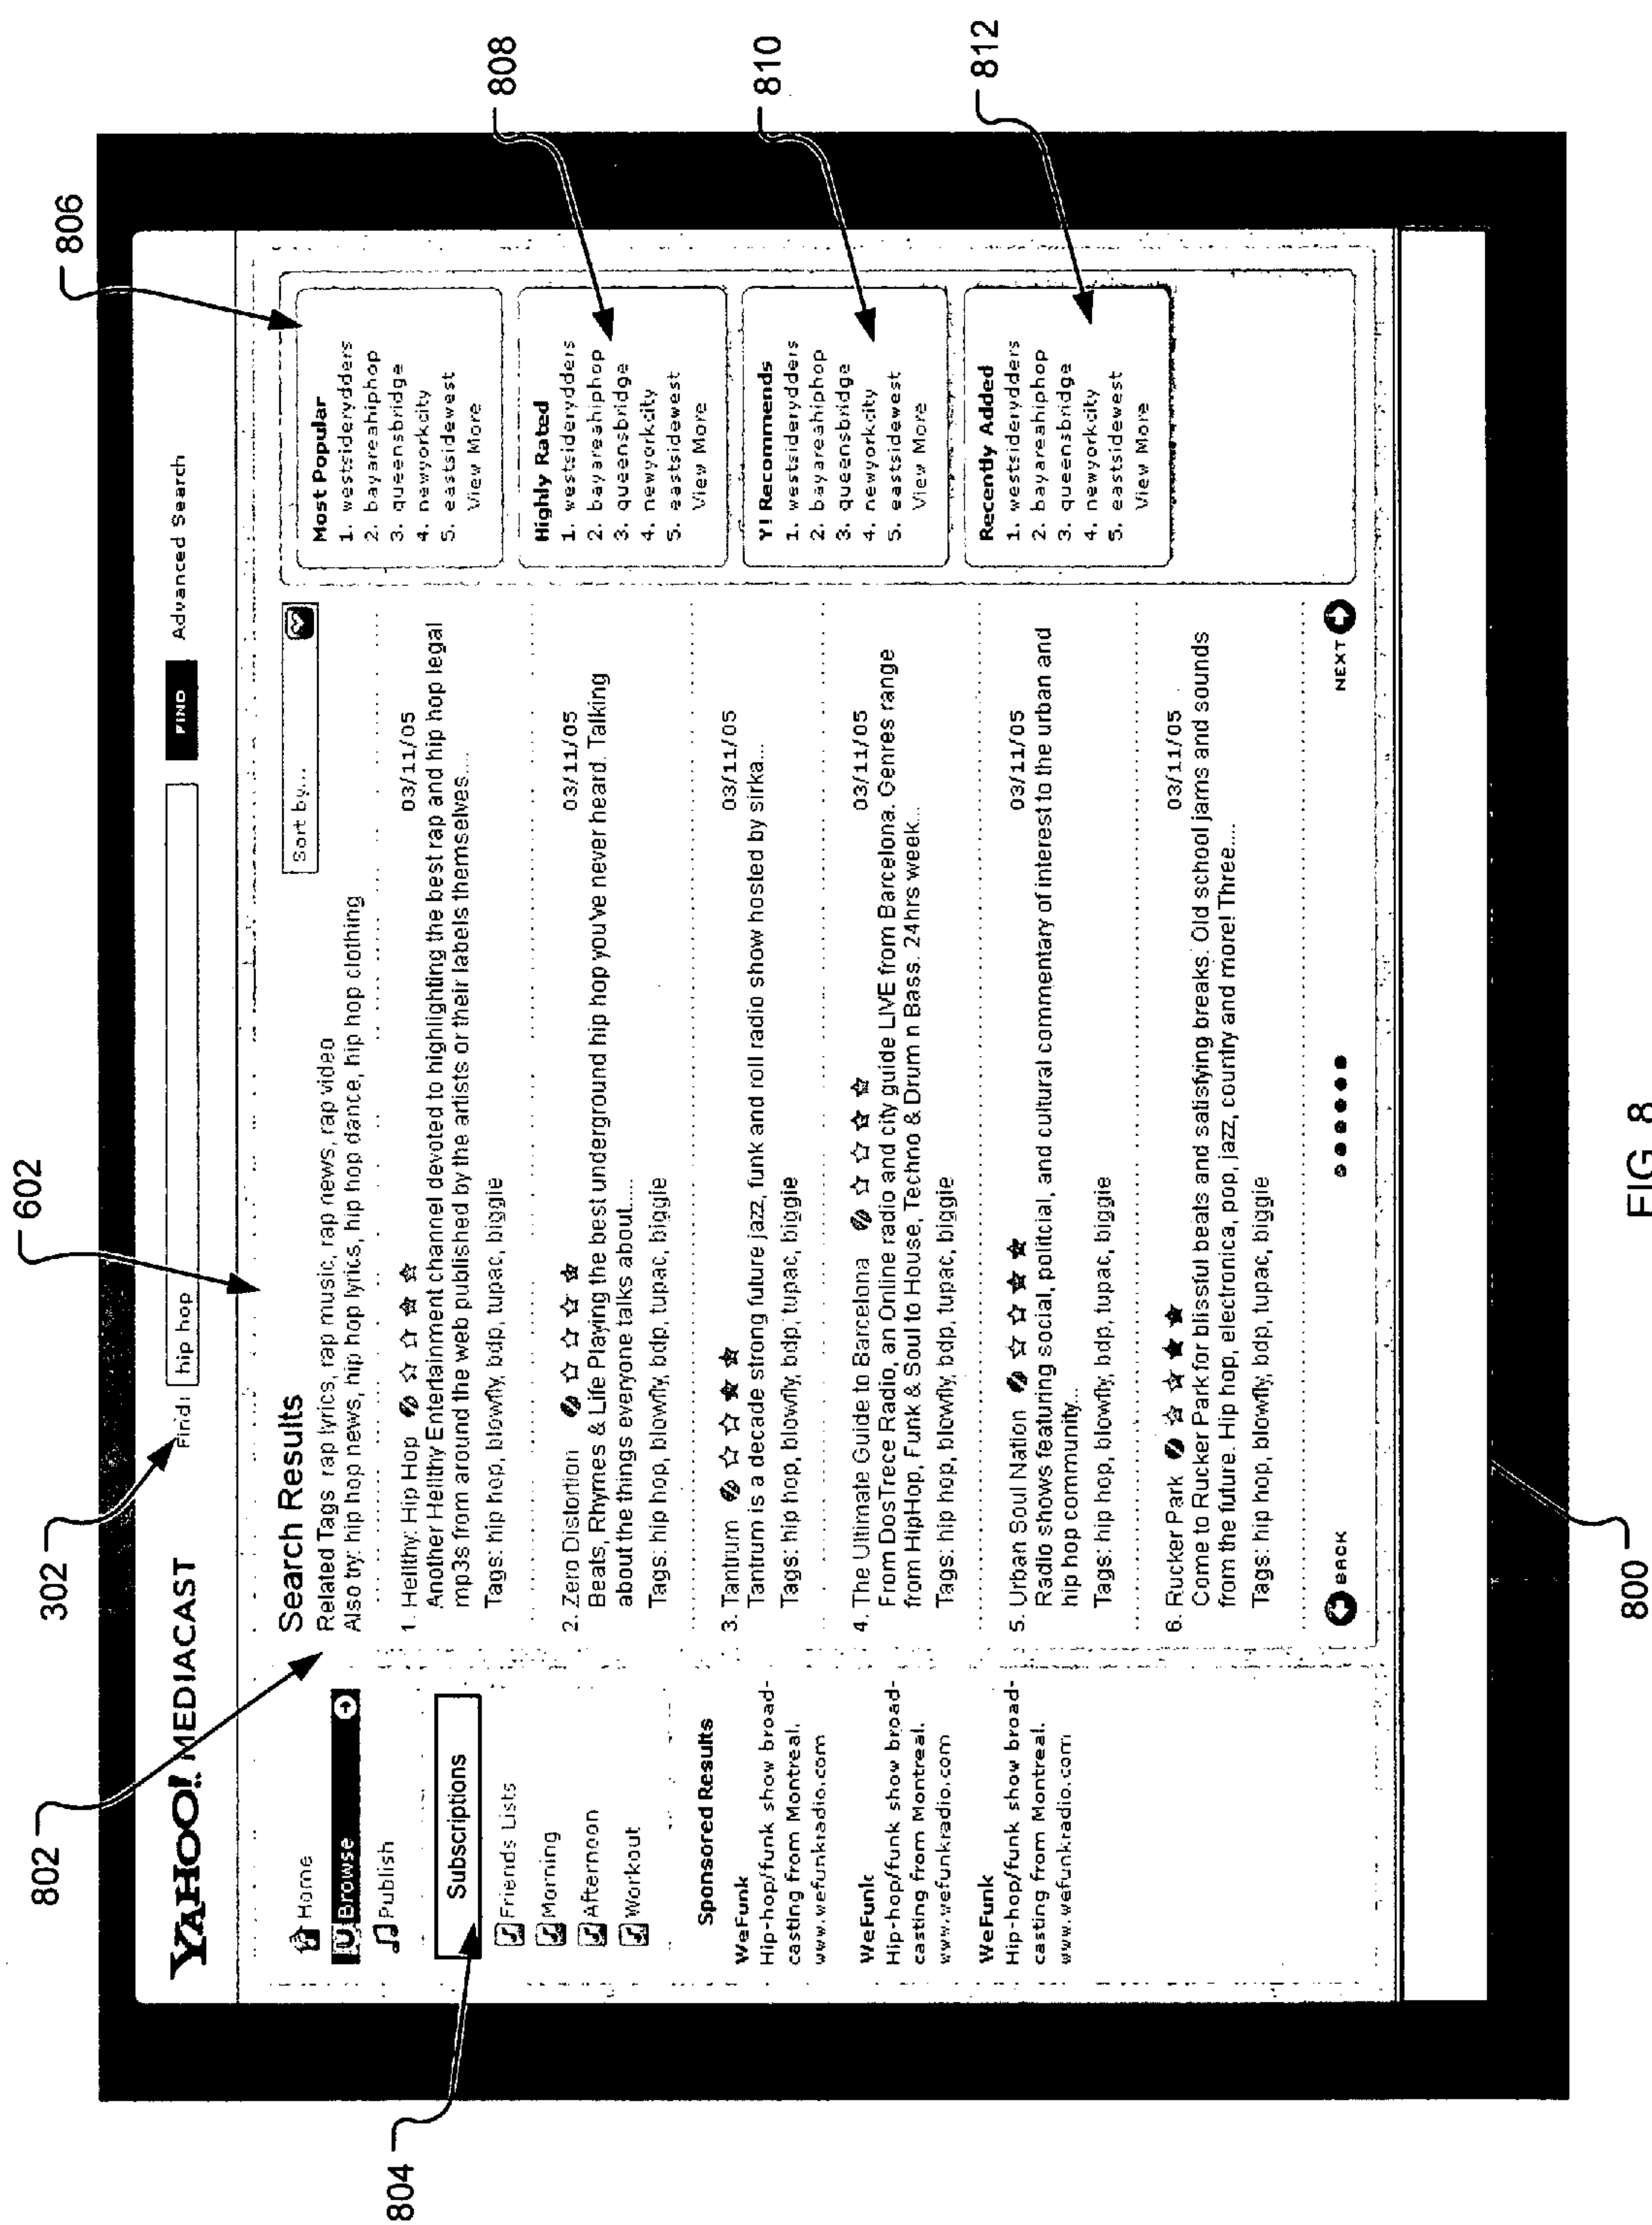 YAHOO! MEDIACAST
Find: hip hop
FIND
Advanced Search
Home
Browse
Publish
Subscriptions
Friends Lists
Morning
Afternoon
Workout
Sponsored Results
WeFunk
Hip-hop/funk show broad-
casting from Montreal.
www.wefunkradio.com
WeFunk
Hip-hop/funk show broad-
casting from Montreal.
www.wefunkradio.com
WeFunk
Hip-hop/funk show broad-
casting from Montreal.
www.wefunkradio.com
Search Results
Sort by...
Related Tags rap lyrics, rap music, rap news, rap video
Also try: hip hop news, hip hop lyrics, hip hop dance, hip hop clothing
1. Hellthy: Hip Hop 03/11/05
Another Hellthy Entertainment channel devoted to highlighting the best rap and hip hop legal
mp3s from around the web published by the artists or their labels themselves....
Tags: hip hop, blowfly, bdp, tupac, biggie
2. Zero Distortion 03/11/05
Beats, Rhymes & Life Playing the best underground hip hop you've never heard. Talking
about the things everyone talks about.....
Tags: hip hop, blowfly, bdp, tupac, biggie
3. Tantrum 03/11/05
Tantrum is a decade strong future jazz, funk and roll radio show hosted by sirka...
Tags: hip hop, blowfly, bdp, tupac, biggie
4. The Ultimate Guide to Barcelona 03/11/05
From DosTrece Radio, an Online radio and city guide LIVE from Barcelona. Genres range
from HipHop, Funk & Soul to House, Techno & Drum n Bass. 24hrs week...
Tags: hip hop, blowfly, bdp, tupac, biggie
5. Urban Soul Nation 03/11/05
Radio shows featuring social, politcial, and cultural commentary of interest to the urban and
hip hop community...
Tags: hip hop, blowfly, bdp, tupac, biggie
6. Rucker Park 03/11/05
Come to Rucker Park for blissful beats and satisfying breaks. Old school jams and sounds
from the future. Hip hop, electronica, pop, jazz, country and more! Three....
Tags: hip hop, blowfly, bdp, tupac, biggie
BACK
NEXT
Most Popular
1. westsiderydders
2. bayareahiphop
3. queensbridge
4. newyorkcity
5. eastsidewest
View More
Highly Rated
1. westsiderydders
2. bayareahiphop
3. queensbridge
4. newyorkcity
5. eastsidewest
View More
Y! Recommends
1. westsiderydders
2. bayareahiphop
3. queensbridge
4. newyorkcity
5. eastsidewest
View More
Recently Added
1. westsiderydders
2. bayareahiphop
3. queensbridge
4. newyorkcity
5. eastsidewest
View More
802
302
602
806
808
810
812
804
800
FIG. 8